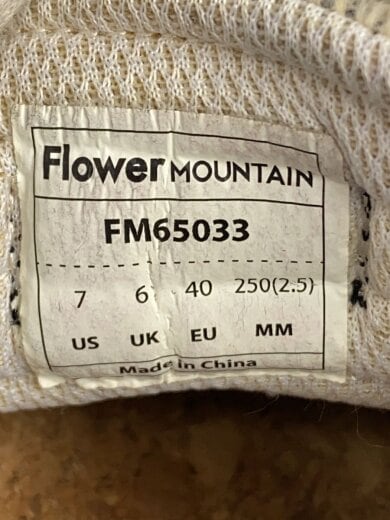 Flower MOUNTAIN
FM65033
7 6 40 250(2.5)
US UK EU MM
Made in China